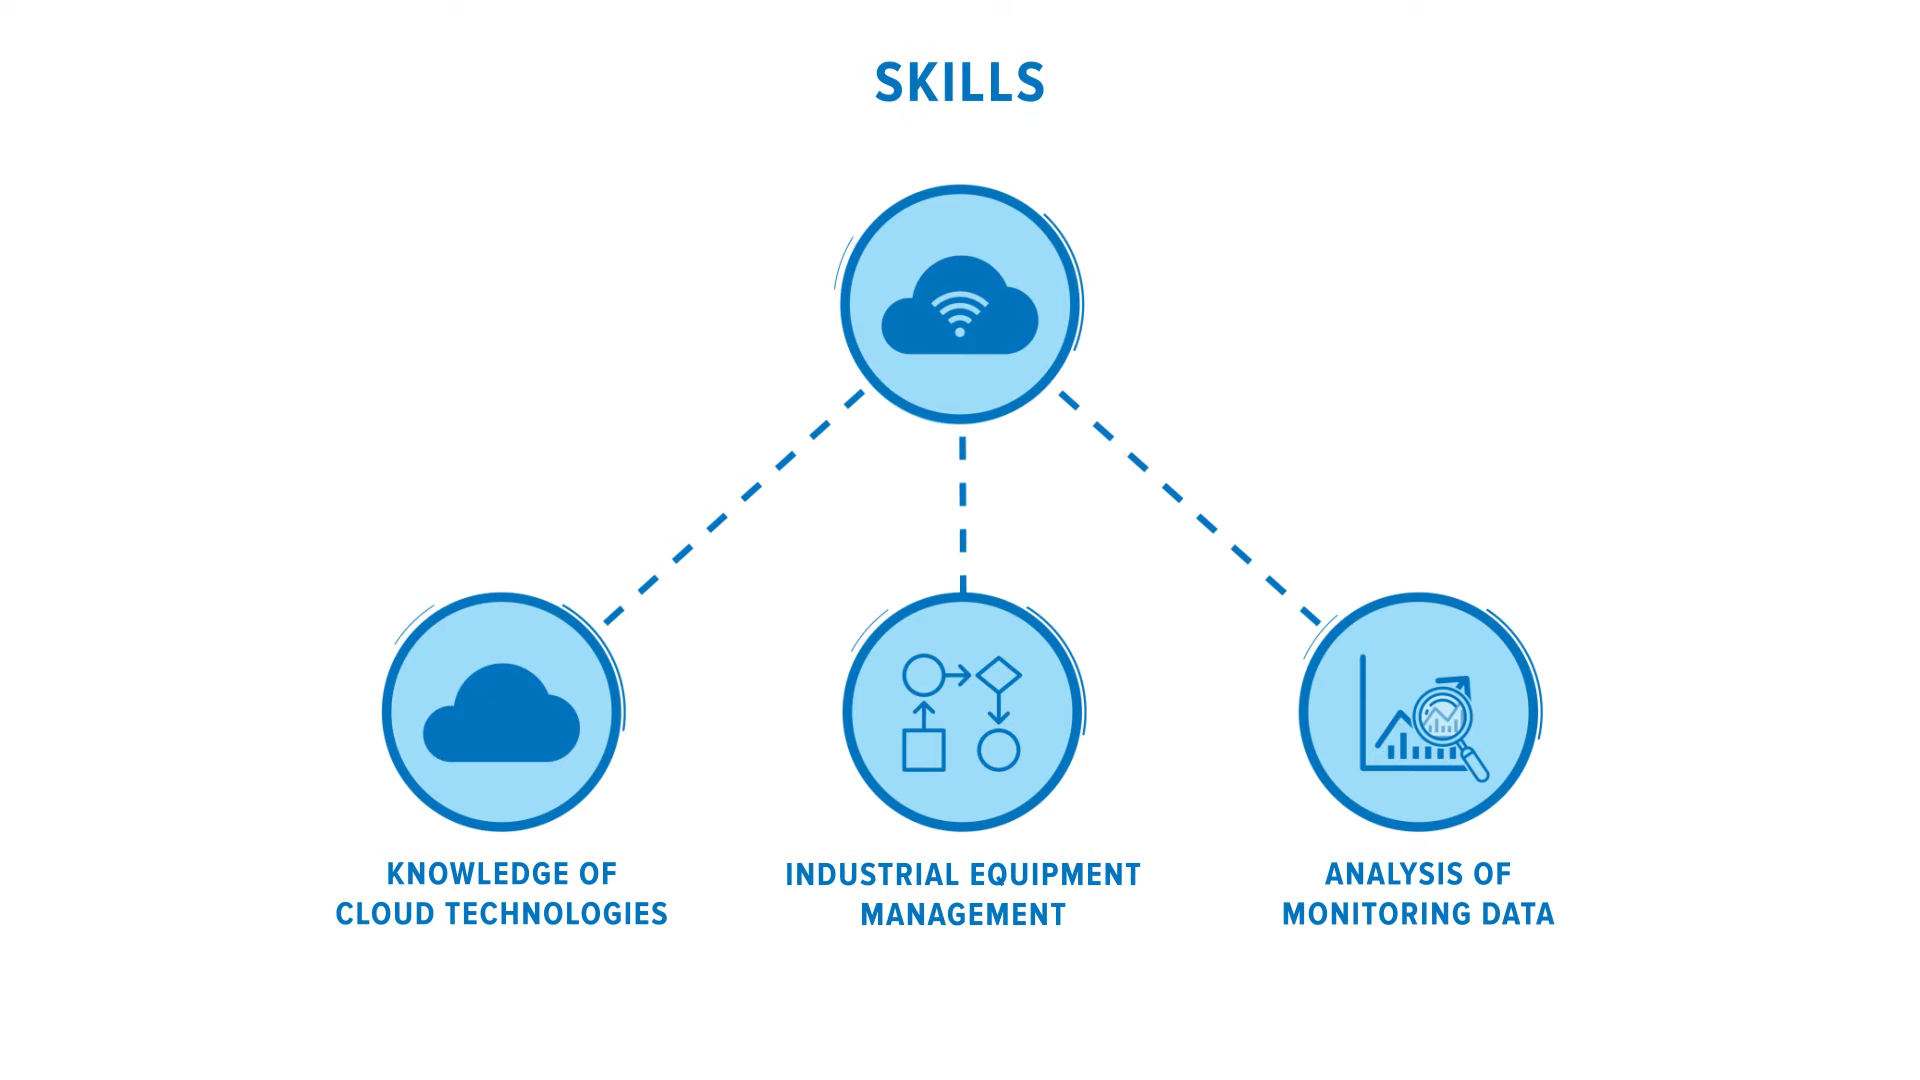 SKILLS
KNOWLEDGE OF
CLOUD TECHNOLOGIES
INDUSTRIAL EQUIPMENT
MANAGEMENT
ANALYSIS OF
MONITORING DATA